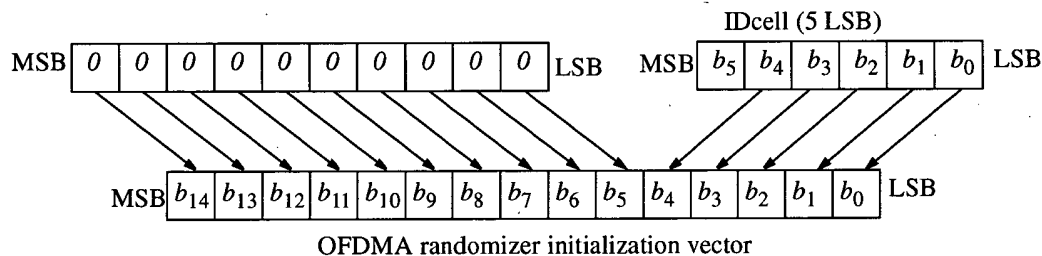 IDcell (5 LSB)
MSB 0 0 0 0 0 0 0 0 0 0 LSB
MSB b5 b4 b3 b2 b1 b0 LSB
MSB b14 b13 b12 b11 b10 b9 b8 b7 b6 b5 b4 b3 b2 b1 b0 LSB
OFDMA randomizer initialization vector